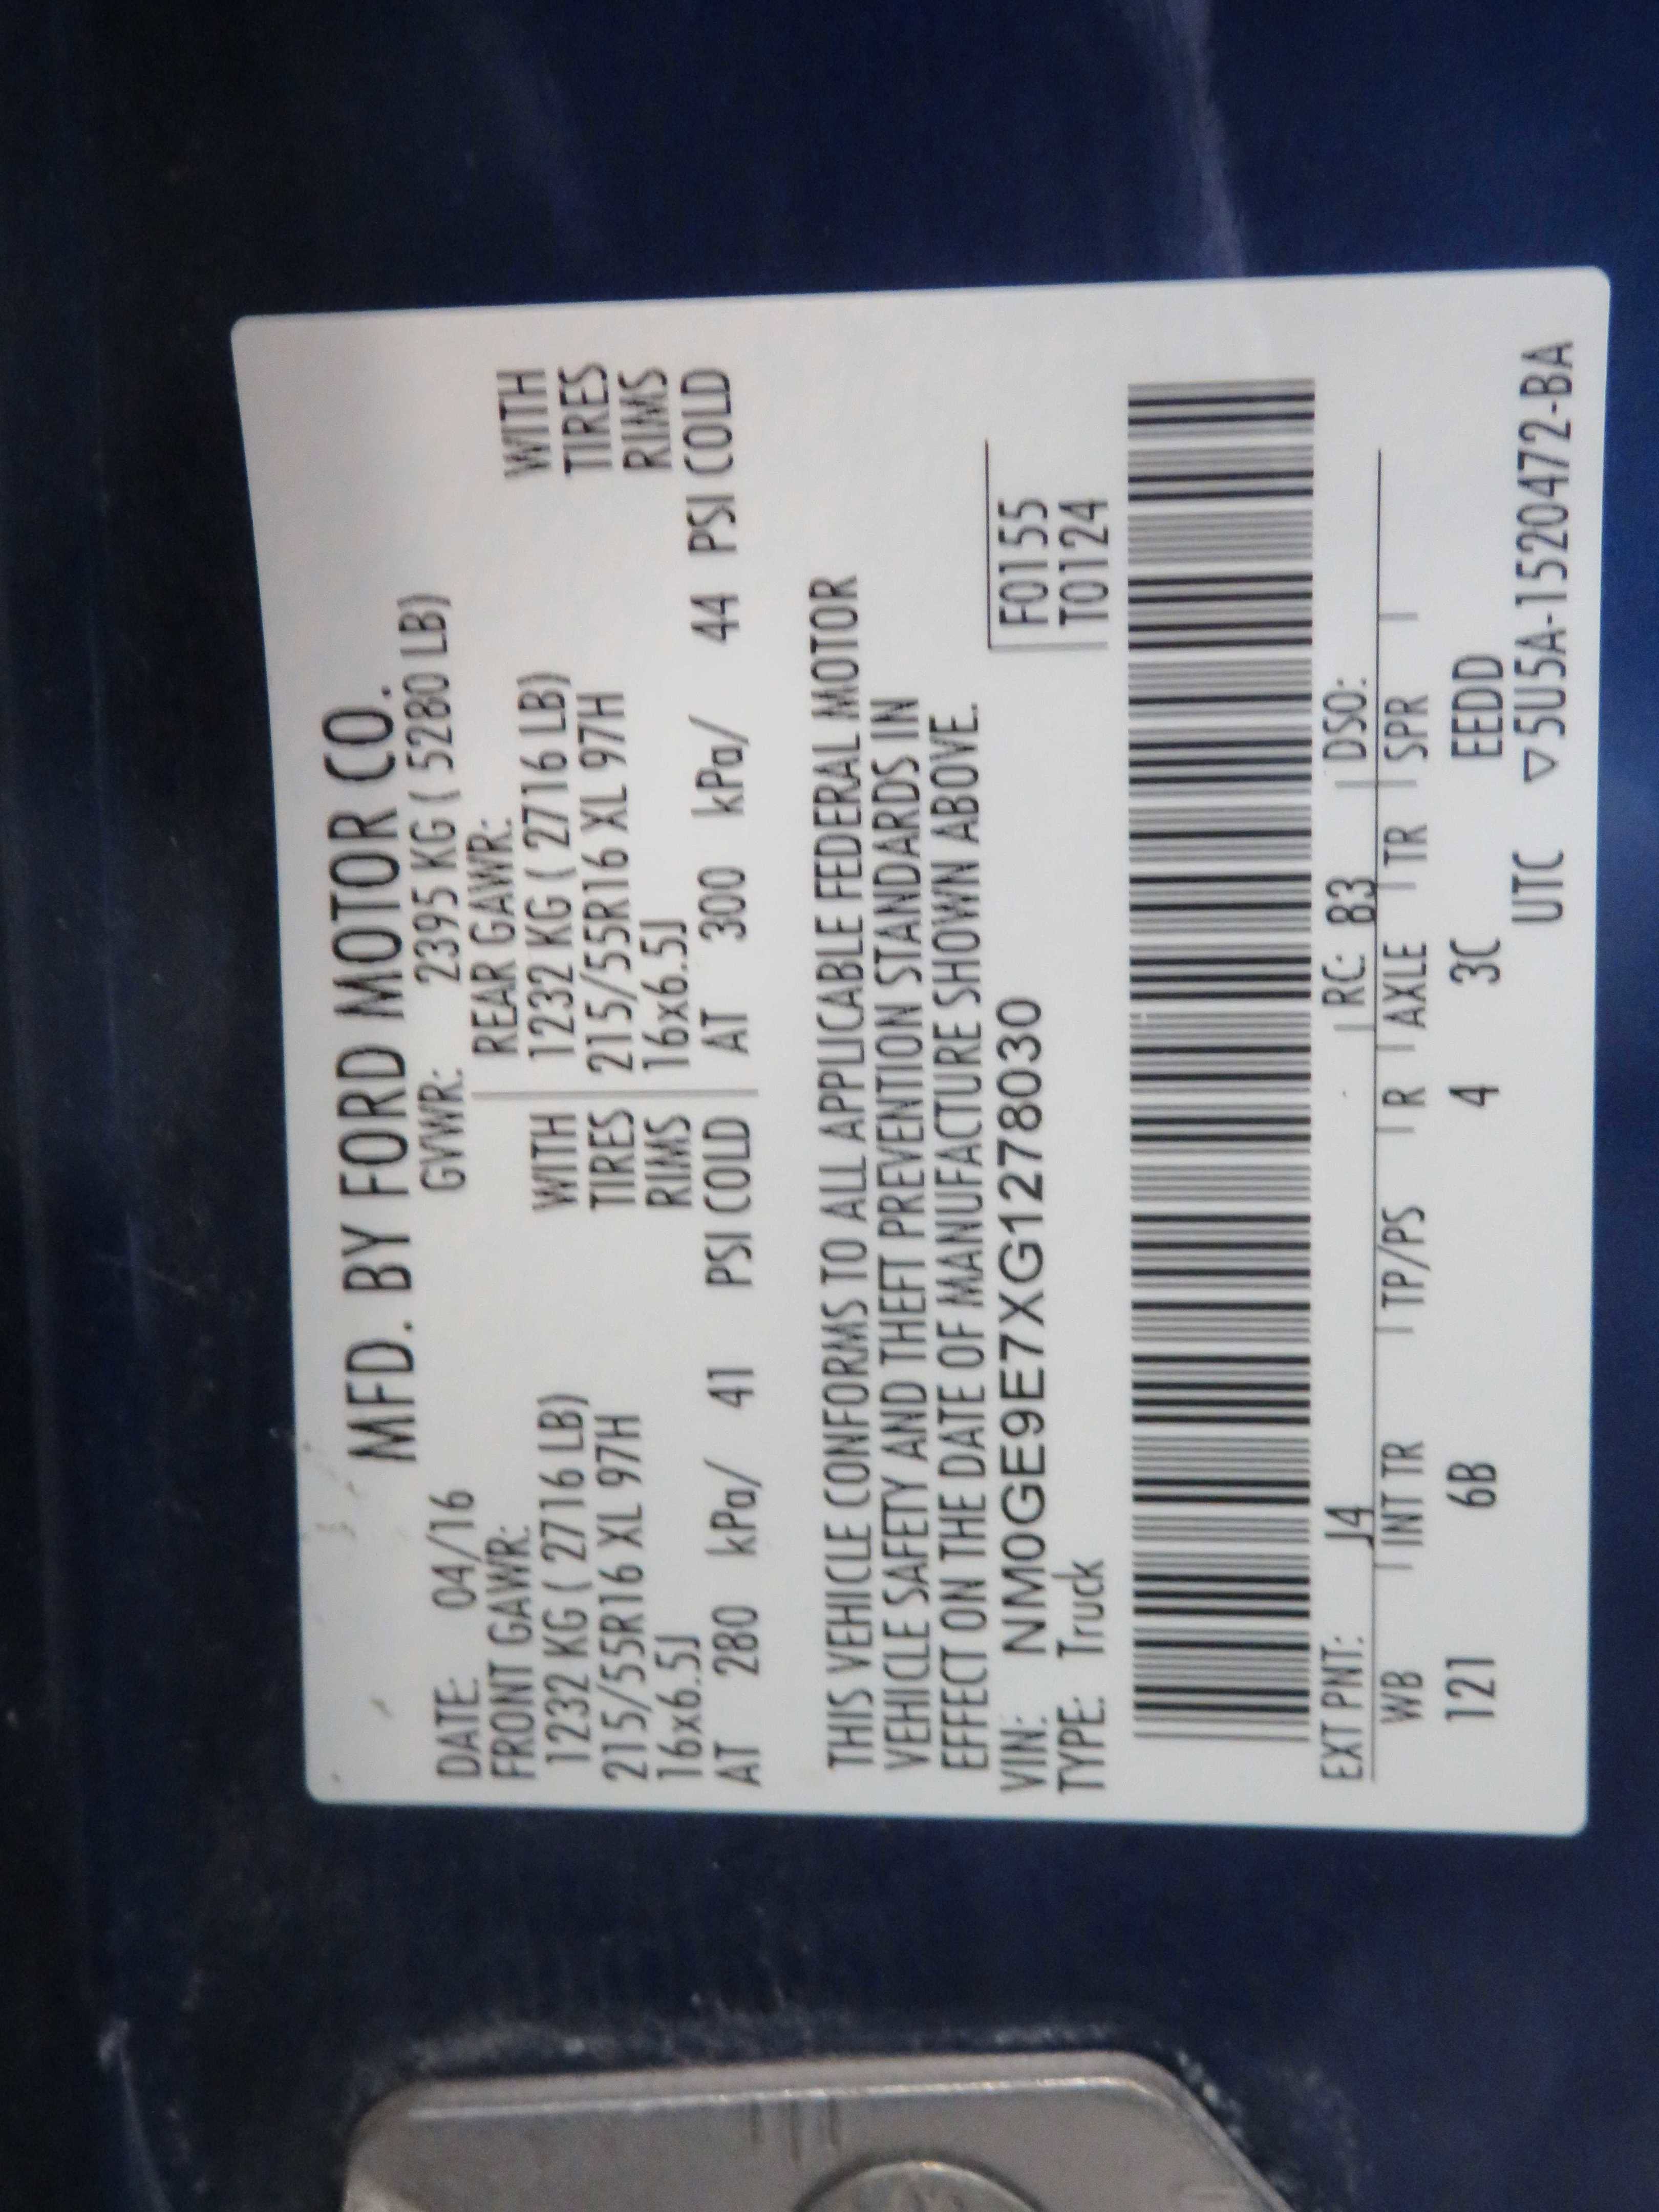 MFD. BY FORD MOTOR CO.
DATE: 04/16 GVWR: 2395 KG ( 5280 LB)
FRONT GAWR: REAR GAWR:
1232 KG ( 2716 LB) WITH 1232 KG ( 2716 LB) WITH
215/55R16 XL 97H TIRES 215/55R16 XL 97H TIRES
16x6.5J RIMS 16x6.5J RIMS
AT 280 kPa/ 41 PSI COLD AT 300 kPa/ 44 PSI COLD
THIS VEHICLE CONFORMS TO ALL APPLICABLE FEDERAL MOTOR
VEHICLE SAFETY AND THEFT PREVENTION STANDARDS IN
EFFECT ON THE DATE OF MANUFACTURE SHOWN ABOVE.
VIN: NM0GE9E7XG1278030 F0155
TYPE: Truck T0124
EXT PNT: J4 RC: 83 DSO:
WB INT TR TP/PS R AXLE TR SPR
121 6B 4 3C EEDD
UTC ▽5U5A-1520472-BA